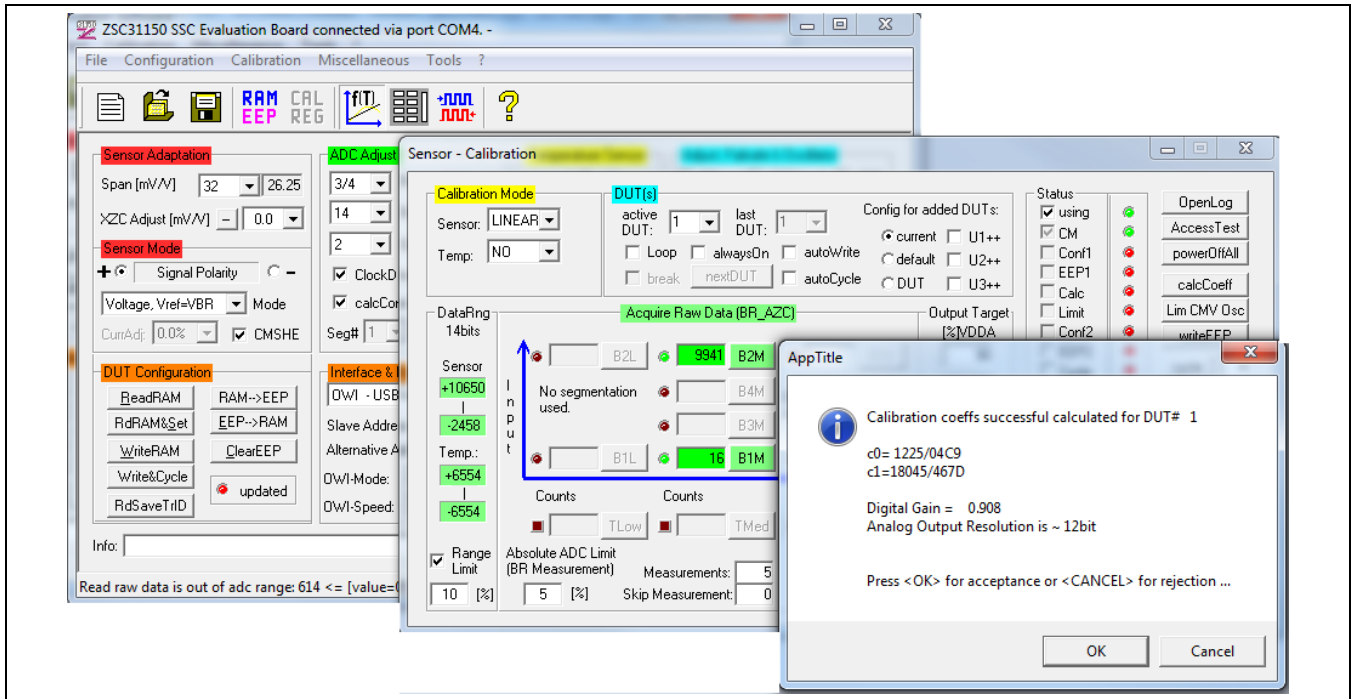 ZSC31150 SSC Evaluation Board connected via port COM4. -
File Configuration Calibration Miscellaneous Tools ?
RAM EEP
CAL REG
f(T)
?
Sensor Adaptation
Span [mV/V] 32 26.25
XZC Adjust [mV/V] - 0.0
Sensor Mode
+ Signal Polarity -
Voltage, Vref=VBR Mode
CurrAdj: 0.0% CMSHE
DUT Configuration
ReadRAM RAM-->EEP
RdRAM&Set EEP->RAM
WriteRAM ClearEEP
Write&Cycle
updated
RdSaveTrID
Info:
Read raw data is out of adc range: 614 <= [value=
ADC Adjust
3/4
14
2
ClockD
calcCor
Seg# 1
Interface &
OWI - USB
Slave Addre
Alternative A
OWI-Mode:
OWI-Speed:
Sensor - Calibration
Calibration Mode
Sensor: LINEAR
Temp: NO
DUT(s)
active DUT: 1 last DUT: 1
Loop alwaysOn autoWrite
break nextDUT autoCycle
Config for added DUTs:
current U1++
default U2++
DUT U3++
Status
using
CM
Conf1
EEP1
Calc
Limit
Conf2
OpenLog
AccessTest
powerOffAll
calcCoeff
Lim CMV Osc
writeEEP
DataRng
14bits
Sensor
+10650
|
-2458
Temp.:
+6554
|
-6554
Range Limit
10 [%]
Acquire Raw Data (BR_AZC)
Input
B2L 9941 B2M
No segmentation used.
B4M
B3M
B1L 16 B1M
Counts Counts
TLow TMed
Absolute ADC Limit
(BR Measurement)
5 [%]
Measurements: 5
Skip Measurement: 0
Output Target
[%]VDDA
AppTitle
Calibration coeffs successful calculated for DUT# 1
c0= 1225/04C9
c1=18045/467D
Digital Gain = 0.908
Analog Output Resolution is ~ 12bit
Press <OK> for acceptance or <CANCEL> for rejection ...
OK Cancel